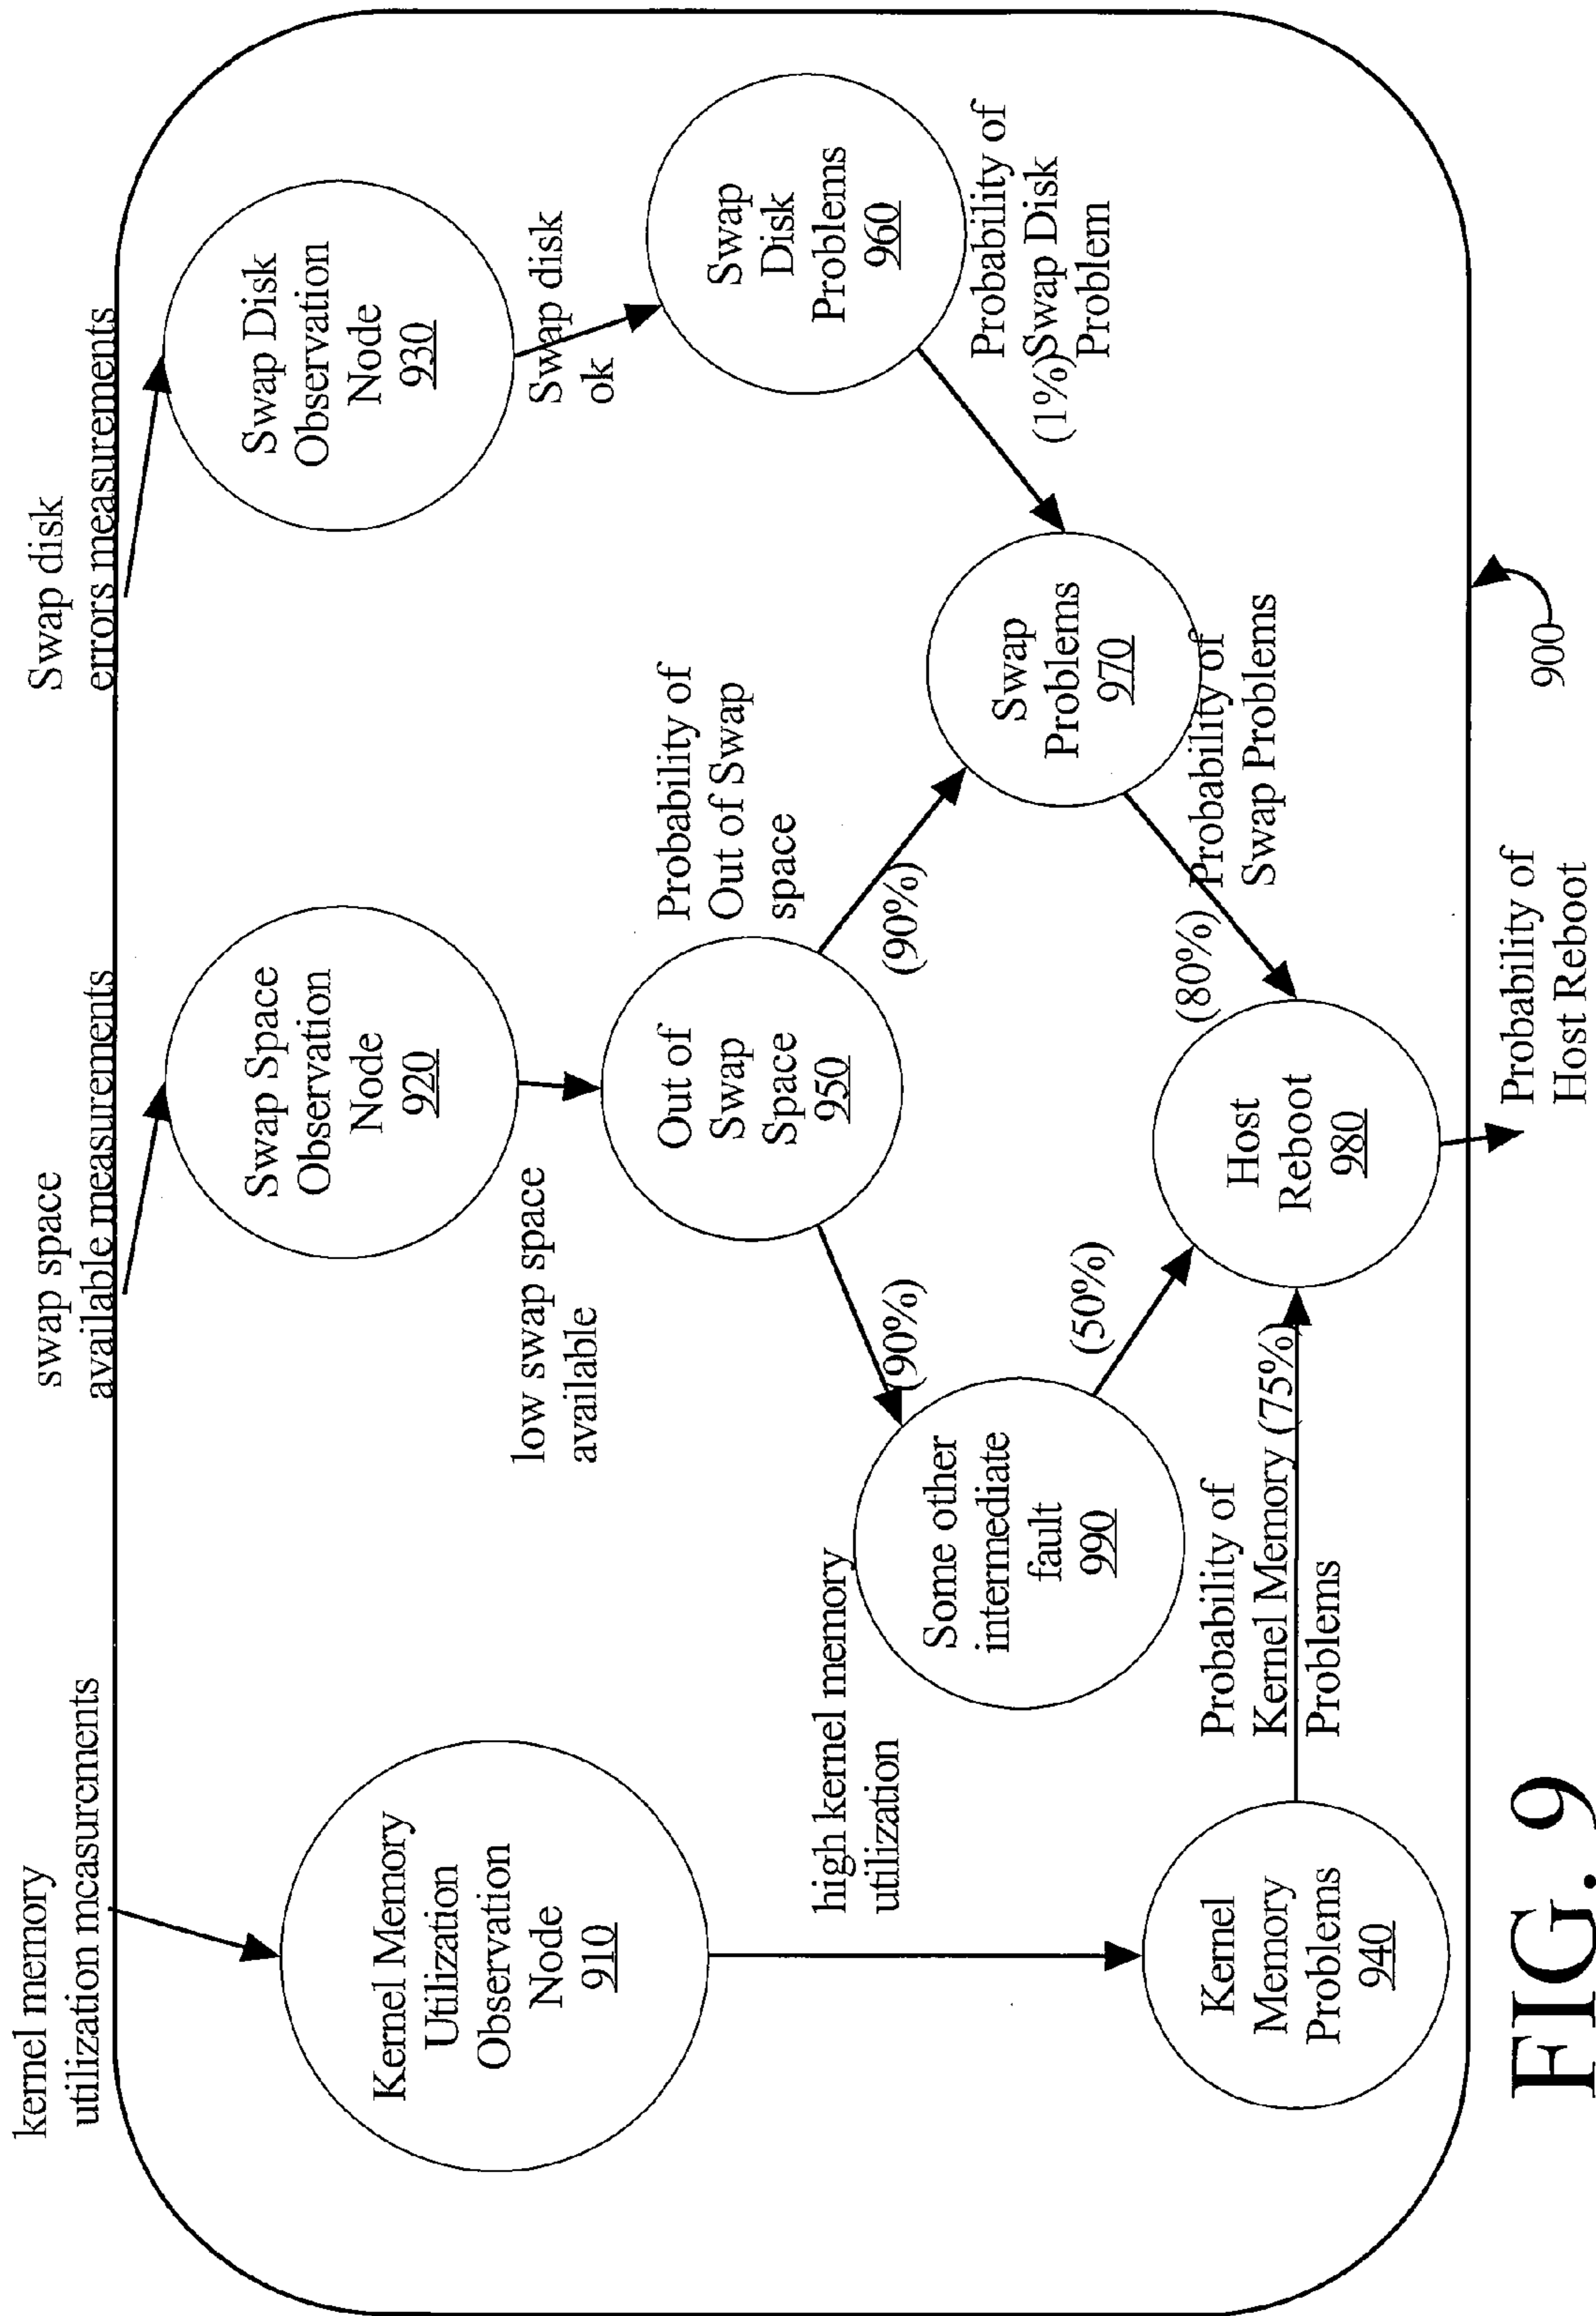 kernel memory
utilization measurements
swap space
available measurements
Swap disk
errors measurements
Kernel Memory
Utilization
Observation
Node
910
Swap Space
Observation
Node
920
Swap Disk
Observation
Node
930
low swap space
available
Swap disk
ok
Out of
Swap
Space
950
Probability of
Out of Swap
space
Swap
Disk
Problems
960
high kernel memory
utilization
(90%)
(90%)
Probability of
(1%)Swap Disk
Problem
Some other
intermediate
fault
990
Swap
Problems
970
(50%)
(80%)
Probability of
Swap Problems
Kernel
Memory
Problems
940
Probability of
Kernel Memory (75%)
Problems
Host
Reboot
980
Probability of
Host Reboot
900
FIG. 9